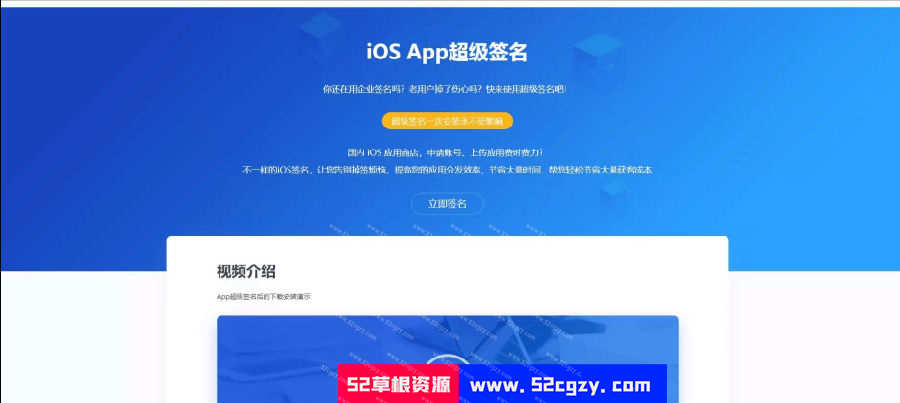 iOS App超级签名
你还在用企业签名吗？老用户掉了伤心吗？快来使用超级签名吧！
超级签名一次安装永不受影响
国内 iOS 应用商店，申请账号、上传应用费时费力？
不一样的iOS签名，让您告别掉签烦恼，提高您的应用分发效率，节省大量时间，帮您轻松节省大量获客成本
立即签名
视频介绍
App超级签名后的下载安装演示
52草根资源 www.52cgzy.com